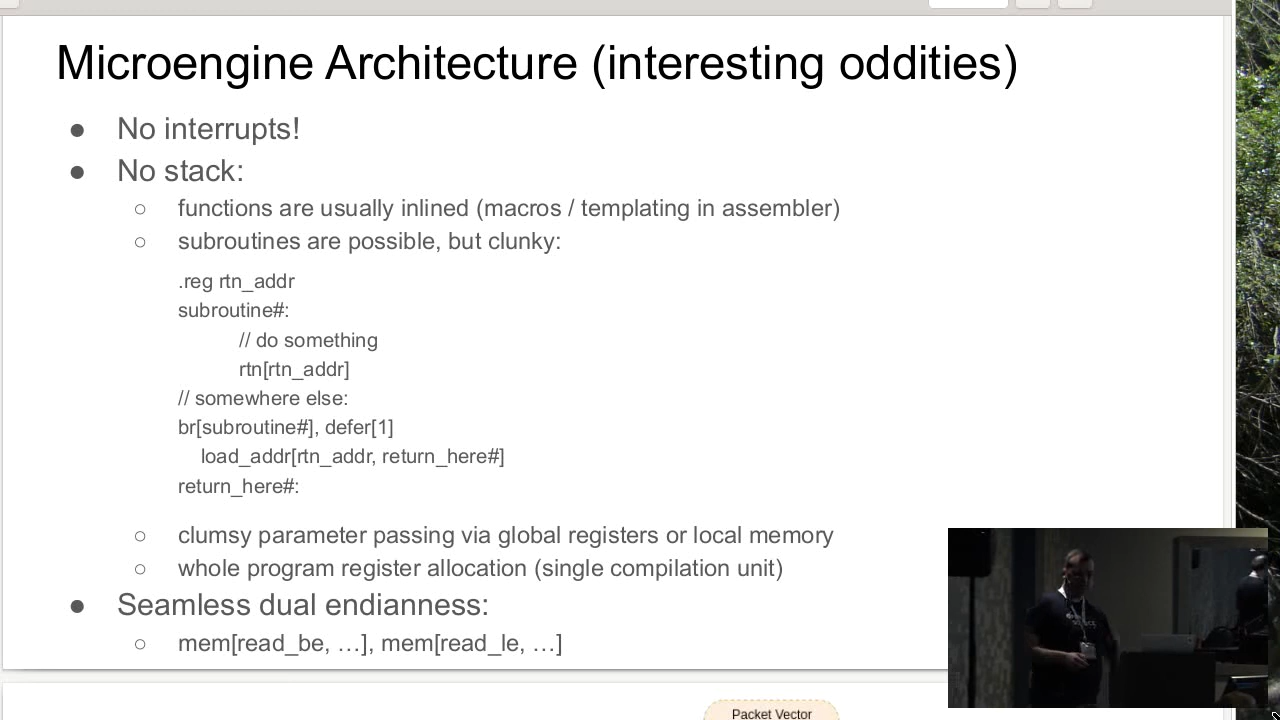 Microengine Architecture (interesting oddities)
● No interrupts!
● No stack:
○ functions are usually inlined (macros / templating in assembler)
○ subroutines are possible, but clunky:
.reg rtn_addr
subroutine#:
// do something
rtn[rtn_addr]
// somewhere else:
br[subroutine#], defer[1]
load_addr[rtn_addr, return_here#]
return_here#:
○ clumsy parameter passing via global registers or local memory
○ whole program register allocation (single compilation unit)
● Seamless dual endianness:
○ mem[read_be, …], mem[read_le, …]
Packet Vector